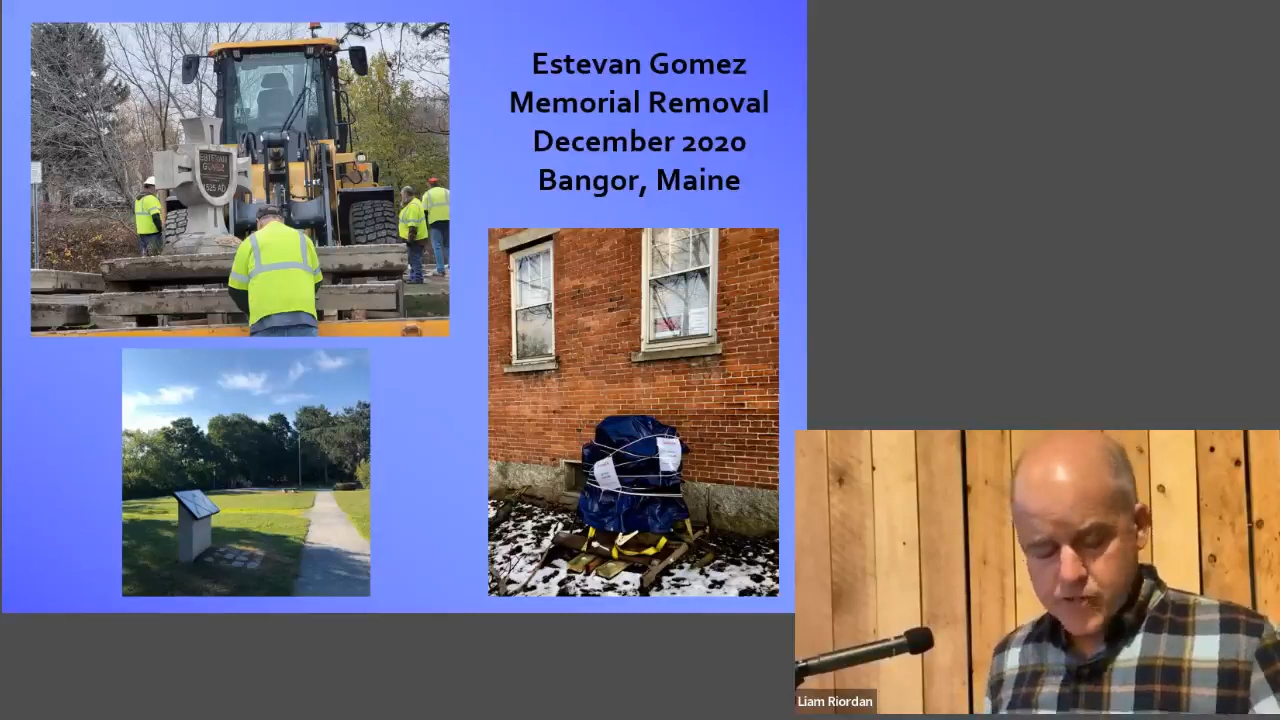 Estevan Gomez
Memorial Removal
December 2020
Bangor, Maine
ESTEVAN
GOMEZ
1525 AD
Liam Riordan